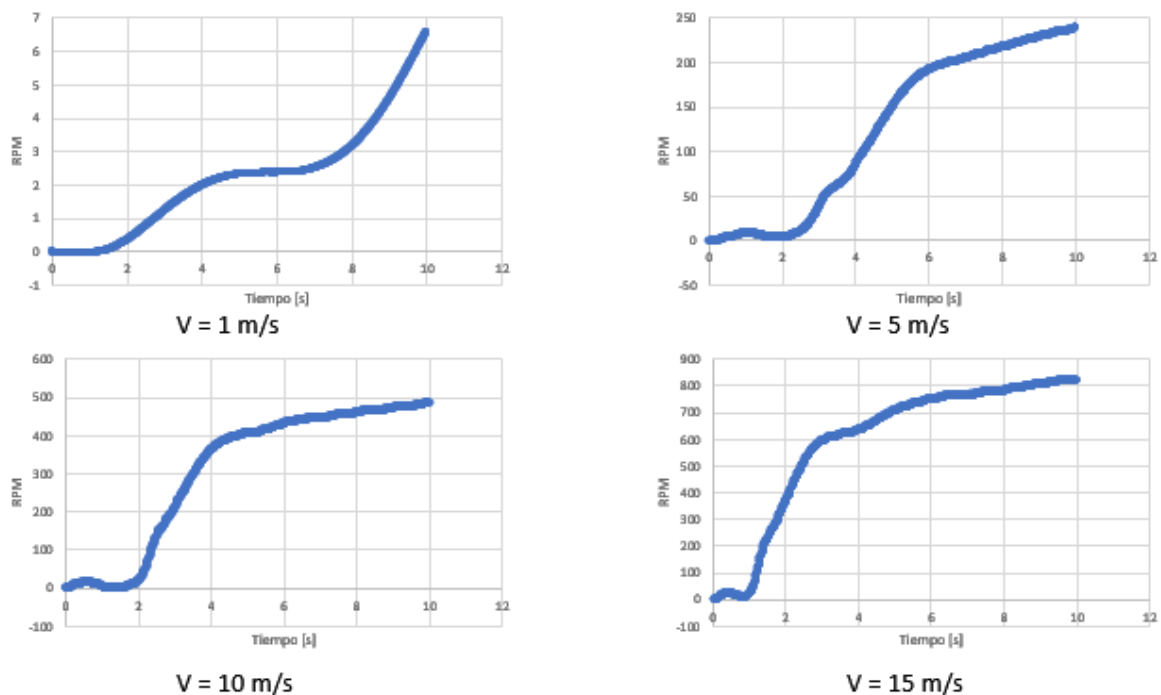 7
6
5
4
3
2
1
0
-1
RPM
0 2 4 6 8 10 12
Tiempo [s]
V = 1 m/s
250
200
150
100
50
0
-50
RPM
0 2 4 6 8 10 12
Tiempo [s]
V = 5 m/s
600
500
400
300
200
100
0
-100
RPM
0 2 4 6 8 10 12
Tiempo [s]
V = 10 m/s
900
800
700
600
500
400
300
200
100
0
-100
RPM
0 2 4 6 8 10 12
Tiempo [s]
V = 15 m/s